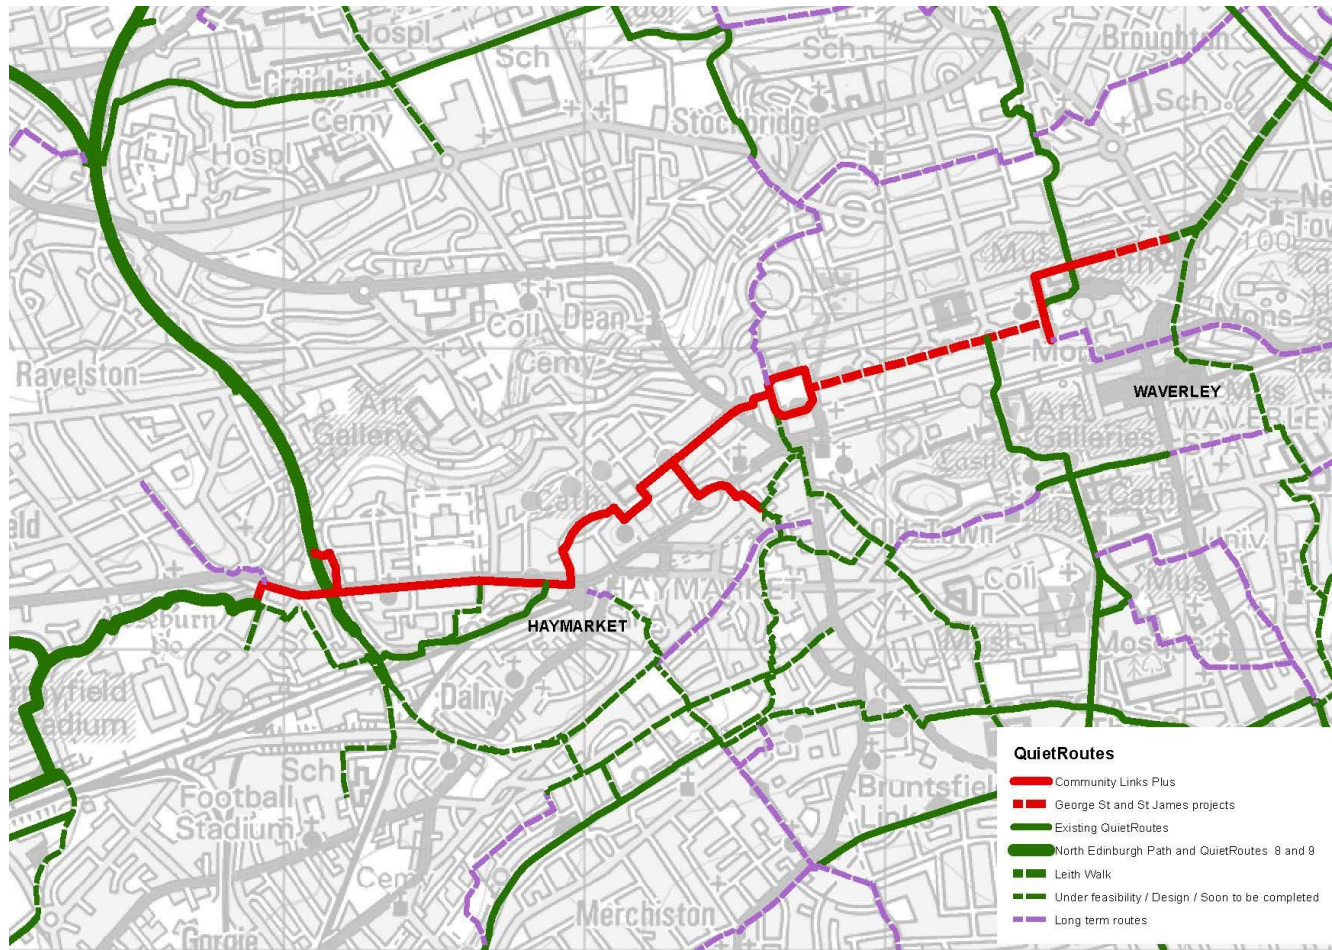 Hospl
Broughton
Sch
Sch
Craigleith
Cemy
Sch
Stockbridge
Hospl
Coll
Dean
Cemy
Ravelston
WAVERLEY
Art
Gallery
Art
Galleries
Castle
Cath
Old Town
Univ
Coll
HAYMARKET
HAYMARKET
Mus
Dalry
Stadium
Sch
Football
Stadium
Bruntsfield
Links
Cemy
Merchiston
Gorgie
QuietRoutes
Community Links Plus
George St and St James projects
Existing QuietRoutes
North Edinburgh Path and QuietRoutes 8 and 9
Leith Walk
Under feasibility / Design / Soon to be completed
Long term routes